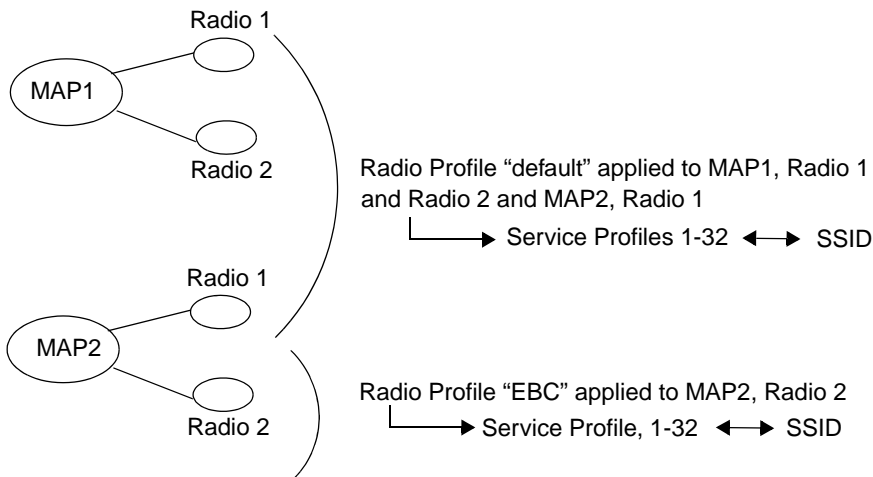 Radio 1
MAP1
Radio 2
Radio Profile “default” applied to MAP1, Radio 1
and Radio 2 and MAP2, Radio 1
Service Profiles 1-32
SSID
Radio 1
MAP2
Radio 2
Radio Profile “EBC” applied to MAP2, Radio 2
Service Profile, 1-32
SSID